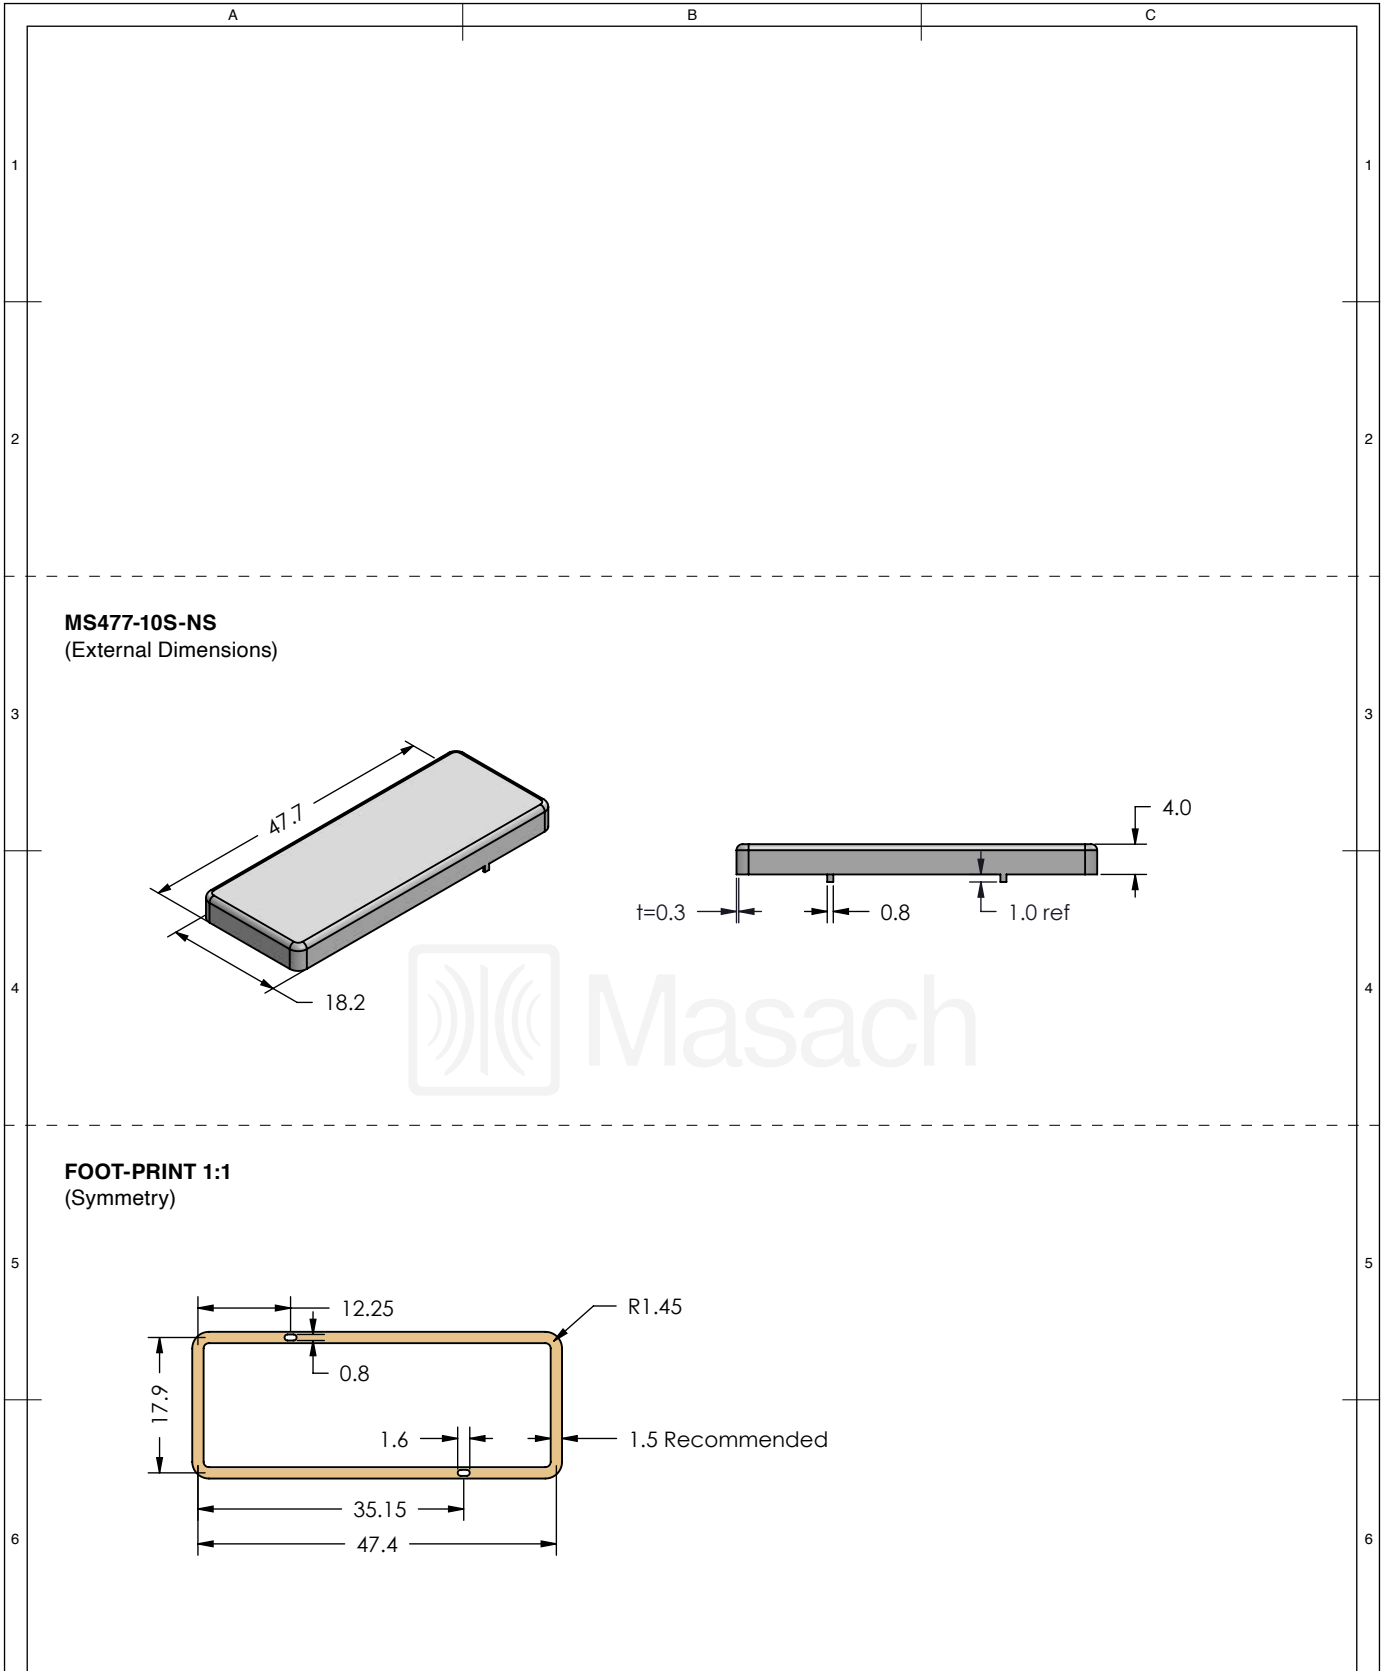 A B C
1 1
2 2
MS477-10S-NS
(External Dimensions)
3 3
47.7
4.0
t=0.3 0.8 1.0 ref
18.2
4 4
Masach
FOOT-PRINT 1:1
(Symmetry)
5 5
12.25 R1.45
0.8
17.9
1.6 1.5 Recommended
35.15
6 6
47.4